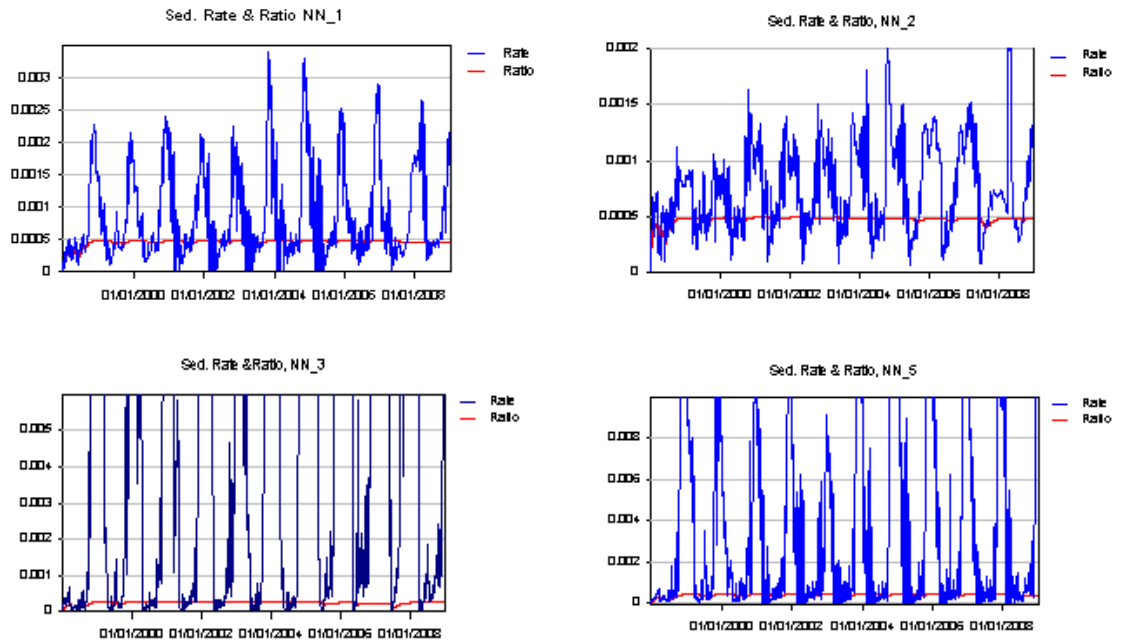 Sed. Rate & Ratio NN_1
Rate
Ratio
0.003
0.0025
0.002
0.0015
0.001
0.0005
0
01/01/2000 01/01/2002 01/01/2004 01/01/2006 01/01/2008
Sed. Rate & Ratio, NN_2
Rate
Ratio
0.002
0.0015
0.001
0.0005
0
01/01/2000 01/01/2002 01/01/2004 01/01/2006 01/01/2008
Sed. Rate &Ratio, NN_3
Rate
Ratio
0.005
0.004
0.003
0.002
0.001
0
01/01/2000 01/01/2002 01/01/2004 01/01/2006 01/01/2008
Sed. Rate & Ratio, NN_5
Rate
Ratio
0.008
0.006
0.004
0.002
0
01/01/2000 01/01/2002 01/01/2004 01/01/2006 01/01/2008